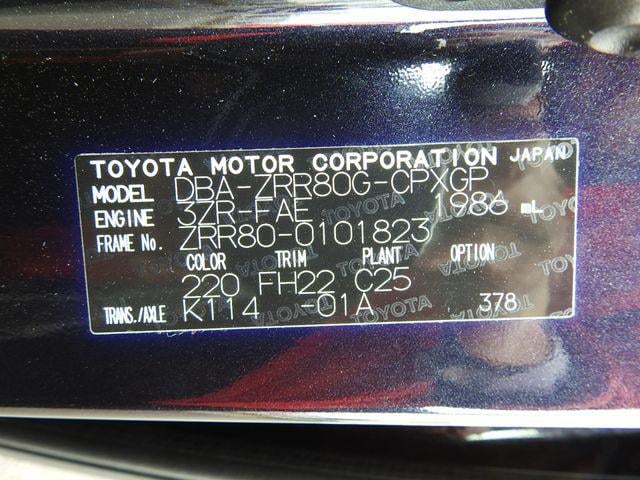 TOYOTA MOTOR CORPORATION JAPAN
MODEL DBA-ZRR80G-CPXGP
ENGINE 3ZR-FAE 1986 mL
FRAME No. ZRR80-0101823
COLOR TRIM PLANT OPTION
220 FH22 C25
TRANS./AXLE K114 -01A 378